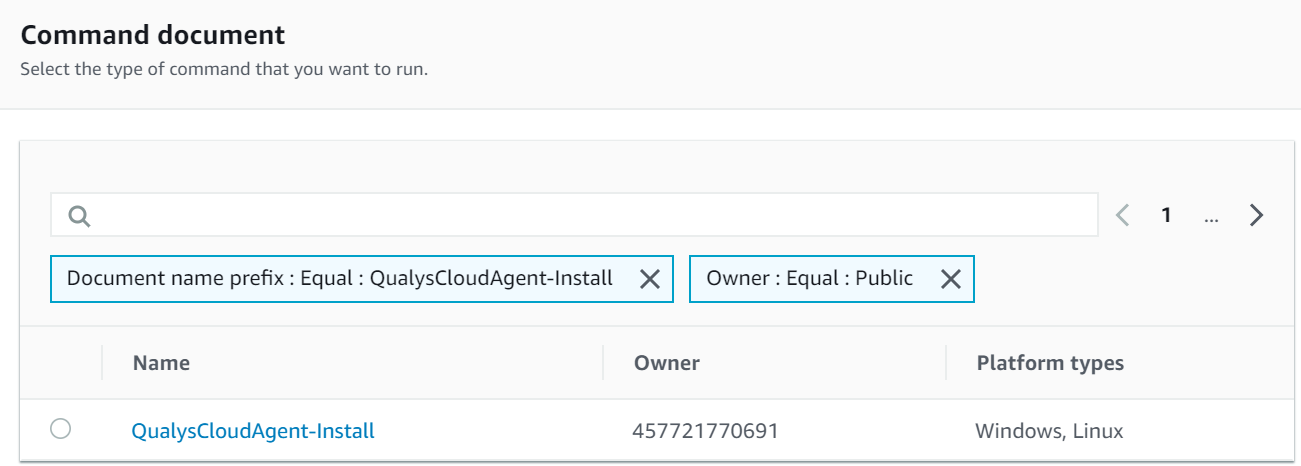 Command document
Select the type of command that you want to run.
1 ...
Document name prefix : Equal : QualysCloudAgent-Install Owner : Equal : Public
Name Owner Platform types
QualysCloudAgent-Install 457721770691 Windows, Linux